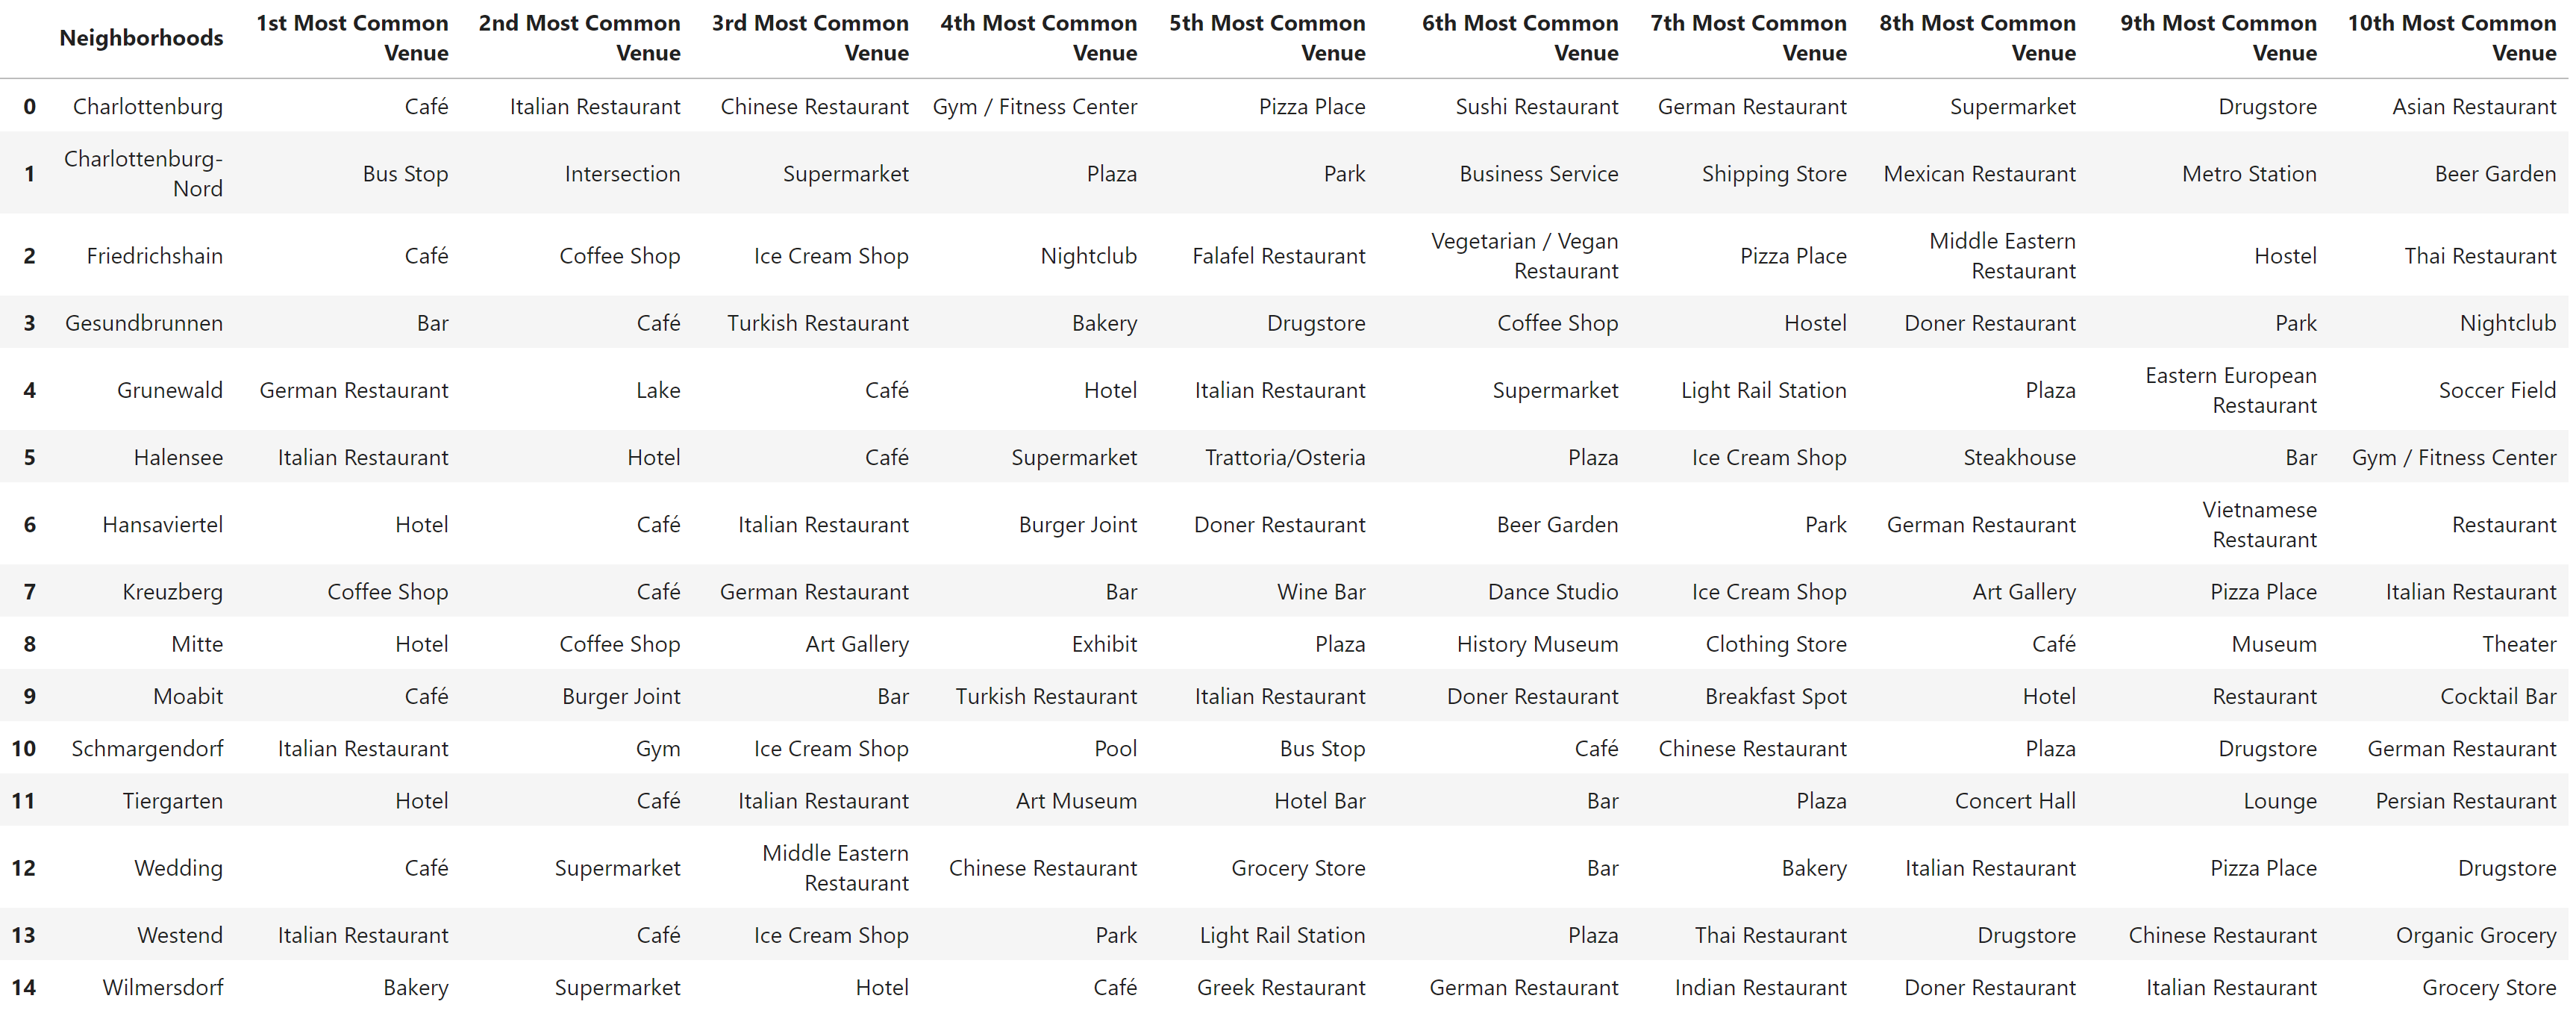 Neighborhoods 1st Most Common Venue 2nd Most Common Venue 3rd Most Common Venue 4th Most Common Venue 5th Most Common Venue 6th Most Common Venue 7th Most Common Venue 8th Most Common Venue 9th Most Common Venue 10th Most Common Venue
0 Charlottenburg Café Italian Restaurant Chinese Restaurant Gym / Fitness Center Pizza Place Sushi Restaurant German Restaurant Supermarket Drugstore Asian Restaurant
1 Charlottenburg-Nord Bus Stop Intersection Supermarket Plaza Park Business Service Shipping Store Mexican Restaurant Metro Station Beer Garden
2 Friedrichshain Café Coffee Shop Ice Cream Shop Nightclub Falafel Restaurant Vegetarian / Vegan Restaurant Pizza Place Middle Eastern Restaurant Hostel Thai Restaurant
3 Gesundbrunnen Bar Café Turkish Restaurant Bakery Drugstore Coffee Shop Hostel Doner Restaurant Park Nightclub
4 Grunewald German Restaurant Lake Café Hotel Italian Restaurant Supermarket Light Rail Station Plaza Eastern European Restaurant Soccer Field
5 Halensee Italian Restaurant Hotel Café Supermarket Trattoria/Osteria Plaza Ice Cream Shop Steakhouse Bar Gym / Fitness Center
6 Hansaviertel Hotel Café Italian Restaurant Burger Joint Doner Restaurant Beer Garden Park German Restaurant Vietnamese Restaurant Restaurant
7 Kreuzberg Coffee Shop Café German Restaurant Bar Wine Bar Dance Studio Ice Cream Shop Art Gallery Pizza Place Italian Restaurant
8 Mitte Hotel Coffee Shop Art Gallery Exhibit Plaza History Museum Clothing Store Café Museum Theater
9 Moabit Café Burger Joint Bar Turkish Restaurant Italian Restaurant Doner Restaurant Breakfast Spot Hotel Restaurant Cocktail Bar
10 Schmargendorf Italian Restaurant Gym Ice Cream Shop Pool Bus Stop Café Chinese Restaurant Plaza Drugstore German Restaurant
11 Tiergarten Hotel Café Italian Restaurant Art Museum Hotel Bar Bar Plaza Concert Hall Lounge Persian Restaurant
12 Wedding Café Supermarket Middle Eastern Restaurant Chinese Restaurant Grocery Store Bar Bakery Italian Restaurant Pizza Place Drugstore
13 Westend Italian Restaurant Café Ice Cream Shop Park Light Rail Station Plaza Thai Restaurant Drugstore Chinese Restaurant Organic Grocery
14 Wilmersdorf Bakery Supermarket Hotel Café Greek Restaurant German Restaurant Indian Restaurant Doner Restaurant Italian Restaurant Grocery Store